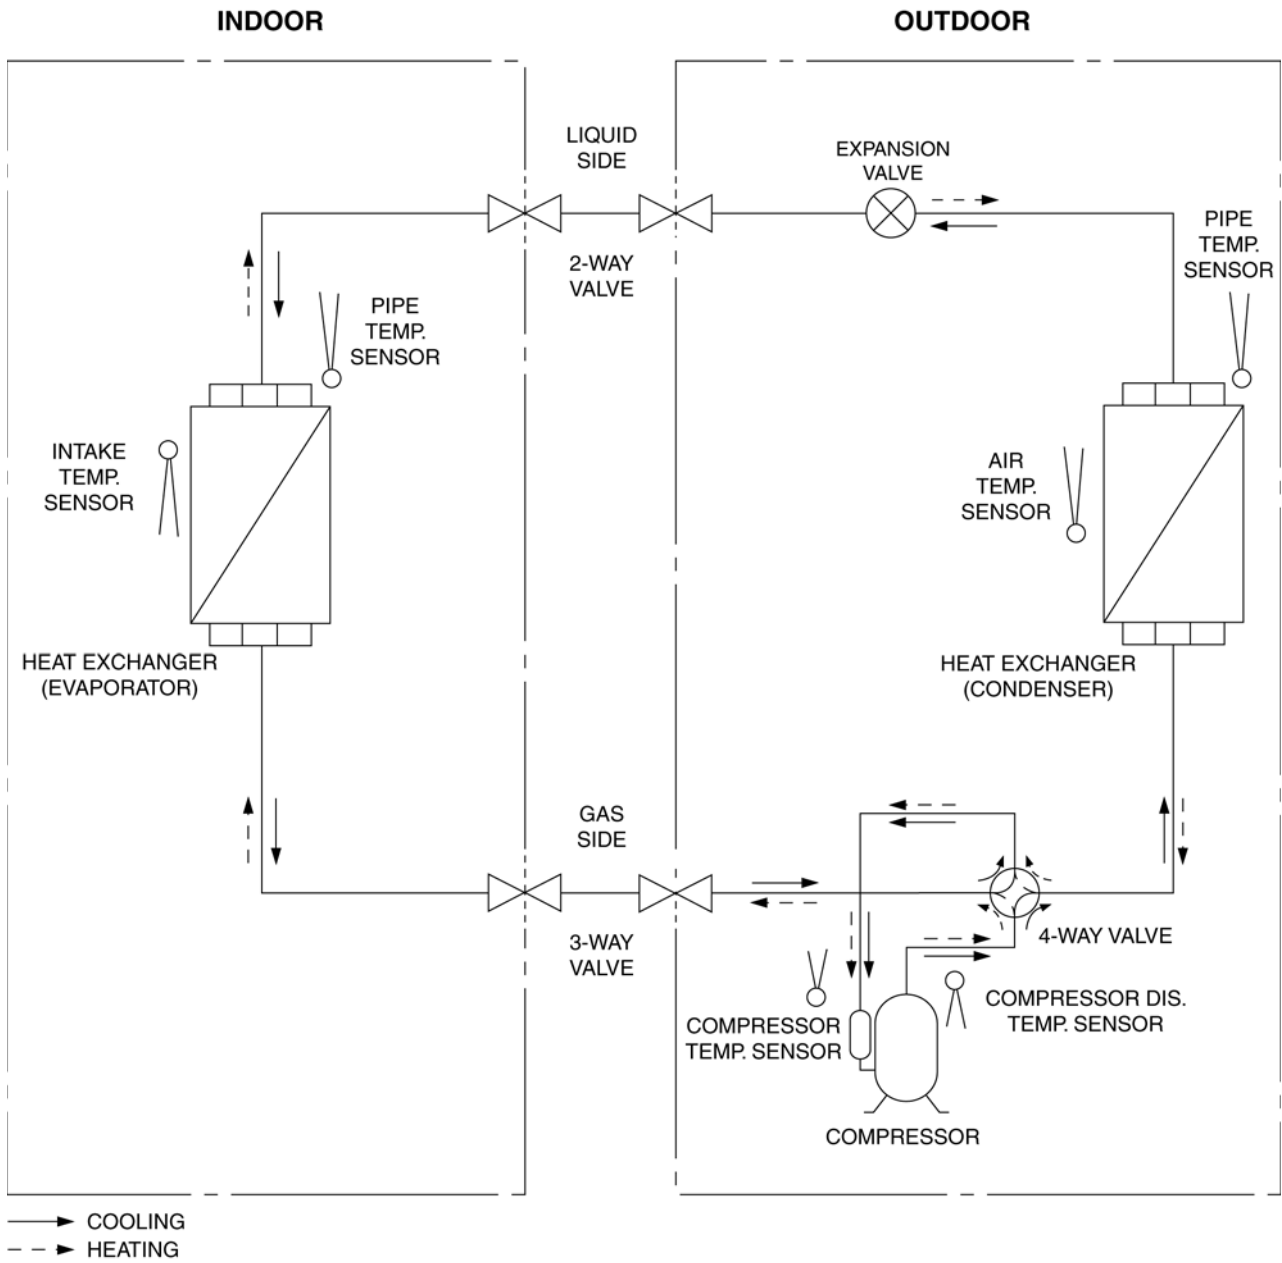 INDOOR
OUTDOOR
LIQUID
SIDE
EXPANSION
VALVE
PIPE
TEMP.
SENSOR
2-WAY
VALVE
PIPE
TEMP.
SENSOR
INTAKE
TEMP.
SENSOR
AIR
TEMP.
SENSOR
HEAT EXCHANGER
(EVAPORATOR)
HEAT EXCHANGER
(CONDENSER)
GAS
SIDE
3-WAY
VALVE
4-WAY VALVE
COMPRESSOR DIS.
TEMP. SENSOR
COMPRESSOR
TEMP. SENSOR
COMPRESSOR
COOLING
HEATING